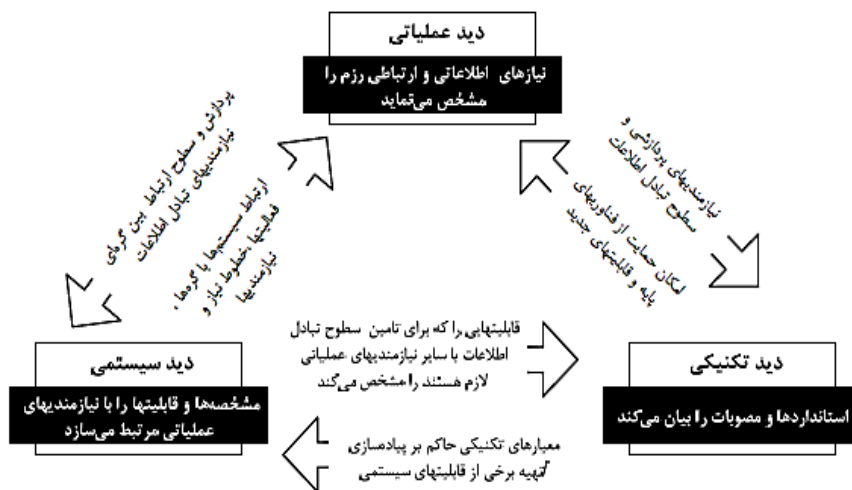 دید عملیاتی
نیازهای اطلاعاتی و ارتباطی رزم را
مشخص می‌نماید
پردازش و سطوح ارتباط بین گره‌ای
نیازمندیهای تبادل اطلاعات
ارتباط سیستم‌ها با گره‌ها ،
فعالیتها ،خطوط نیاز و
نیازمندیها
نیازمندیهای پردازشی و
سطوح تبادل اطلاعات
امکان حمایت از فناوریهای
پایه و قابلیتهای جدید
دید سیستمی
مشخصه‌ها و قابلیتها را با نیازمندیهای
عملیاتی مرتبط می‌سازد
قابلیتهایی را که برای تامین سطوح تبادل
اطلاعات با سایر نیازمندیهای عملیاتی
لازم هستند را مشخص می‌کند
دید تکنیکی
استانداردها و مصوبات را بیان می‌کند
معیارهای تکنیکی حاکم بر پیاده‌سازی
/تهیه برخی از قابلیتهای سیستمی